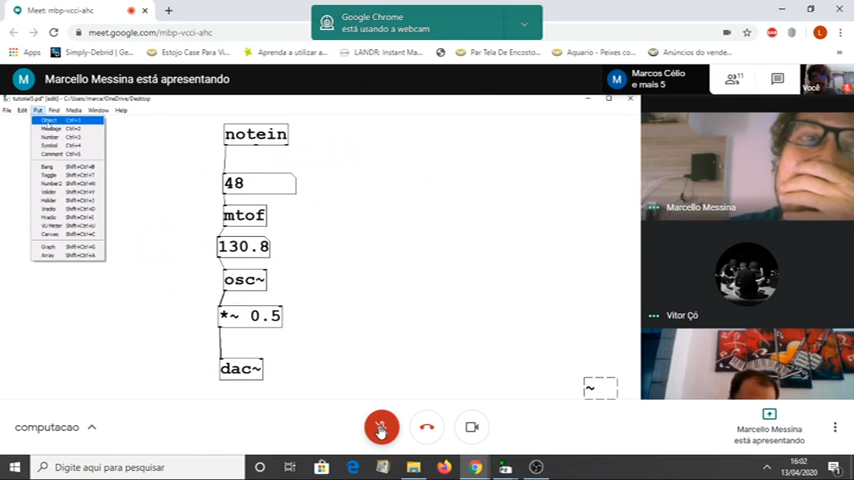 Meet: mbp-vcci-ahc
Google Chrome
está usando a webcam
meet.google.com/mbp-vcci-ahc
Apps
Simply-Debrid | Ge...
Estojo Case Para Vi...
Aprenda a utilizar...
LANDR: Instant Ma...
Par Tela De Encosto...
Aquario - Peixes co...
Anúncios do vende...
M
Marcello Messina está apresentando
M
Marcos Célio
e mais 5
11
Você
File Edit Put Find Media Window Help
Object Ctrl+1
Message Ctrl+2
Number Ctrl+3
Symbol Ctrl+4
Comment Ctrl+5
Bang Shift+Ctrl+B
Toggle Shift+Ctrl+T
Number2 Shift+Ctrl+N
Vslider Shift+Ctrl+V
Hslider Shift+Ctrl+J
Vradio Shift+Ctrl+D
Hradio Shift+Ctrl+I
VU Meter Shift+Ctrl+U
Canvas Shift+Ctrl+C
Graph Shift+Ctrl+G
Array Shift+Ctrl+A
notein
48
mtof
130.8
osc~
*~ 0.5
dac~
~
Marcello Messina
Vitor Çó
computacao
Marcello Messina
está apresentando
Digite aqui para pesquisar
16:02
13/04/2020